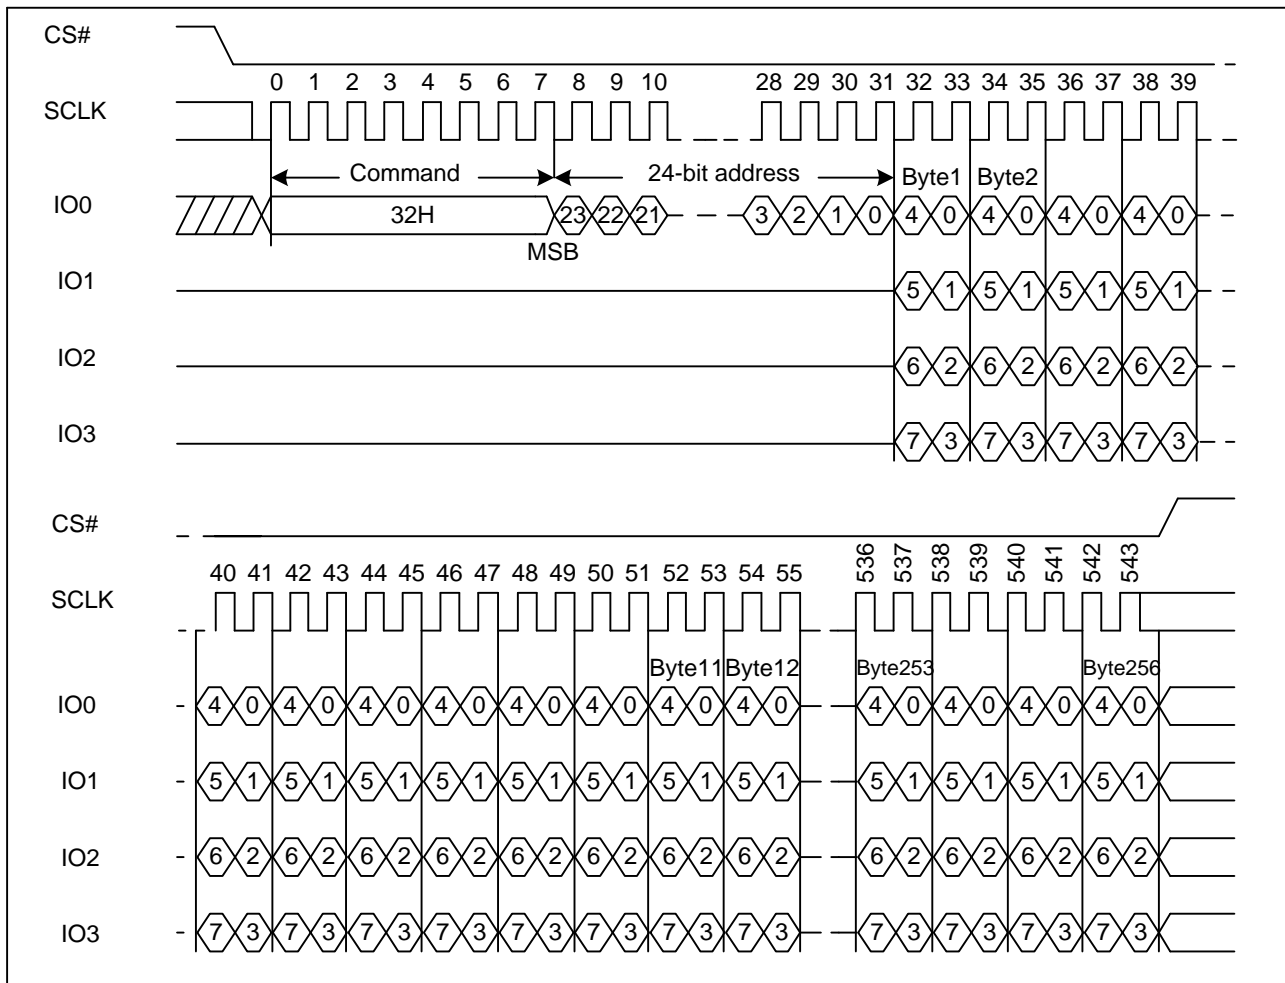 CS#
0 1 2 3 4 5 6 7 8 9 10 28 29 30 31 32 33 34 35 36 37 38 39
SCLK
Command 24-bit address Byte1 Byte2
IO0 32H 23 22 21 3 2 1 0 4 0 4 0 4 0 4 0
MSB
IO1 5 1 5 1 5 1 5 1
IO2 6 2 6 2 6 2 6 2
IO3 7 3 7 3 7 3 7 3
CS#
40 41 42 43 44 45 46 47 48 49 50 51 52 53 54 55 536 537 538 539 540 541 542 543
SCLK
Byte11 Byte12 Byte253 Byte256
IO0 4 0 4 0 4 0 4 0 4 0 4 0 4 0 4 0 4 0 4 0 4 0 4 0
IO1 5 1 5 1 5 1 5 1 5 1 5 1 5 1 5 1 5 1 5 1 5 1 5 1
IO2 6 2 6 2 6 2 6 2 6 2 6 2 6 2 6 2 6 2 6 2 6 2 6 2
IO3 7 3 7 3 7 3 7 3 7 3 7 3 7 3 7 3 7 3 7 3 7 3 7 3